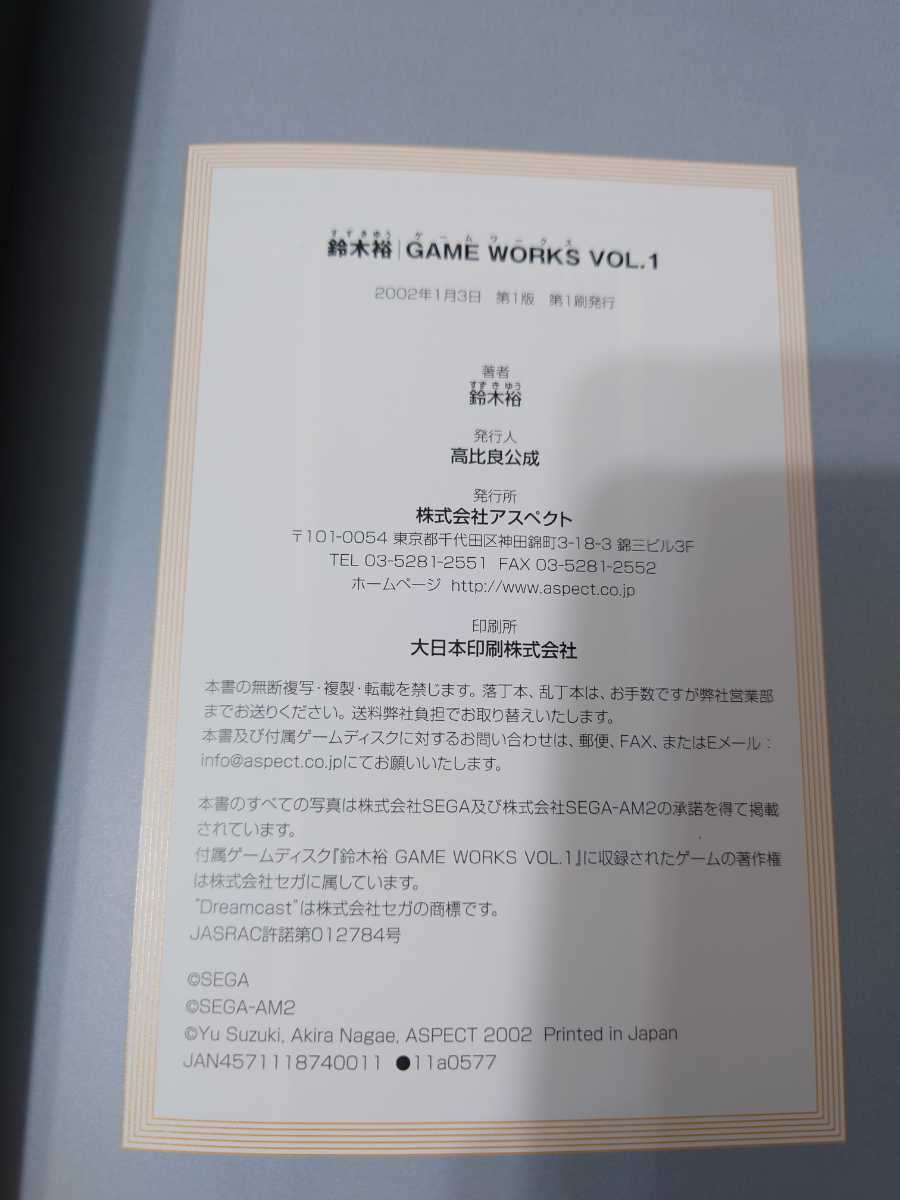 すずきゆう ゲームワークス
鈴木裕|GAME WORKS VOL.1
2002年1月3日 第1版 第1刷発行
著者
すずきゆう
鈴木裕
発行人
高比良公成
発行所
株式会社アスペクト
〒101-0054 東京都千代田区神田錦町3-18-3 錦三ビル3F
TEL 03-5281-2551 FAX 03-5281-2552
ホームページ http://www.aspect.co.jp
印刷所
大日本印刷株式会社
本書の無断複写・複製・転載を禁じます。落丁本、乱丁本は、お手数ですが弊社営業部
までお送りください。送料弊社負担でお取り替えいたします。
本書及び付属ゲームディスクに対するお問い合わせは、郵便、FAX、またはEメール:
info@aspect.co.jpにてお願いいたします。
本書のすべての写真は株式会社SEGA及び株式会社SEGA-AM2の承諾を得て掲載
されています。
付属ゲームディスク『鈴木裕 GAME WORKS VOL.1』に収録されたゲームの著作権
は株式会社セガに属しています。
"Dreamcast"は株式会社セガの商標です。
JASRAC許諾第012784号
©SEGA
©SEGA-AM2
©Yu Suzuki, Akira Nagae, ASPECT 2002 Printed in Japan
JAN4571118740011 ●11a0577